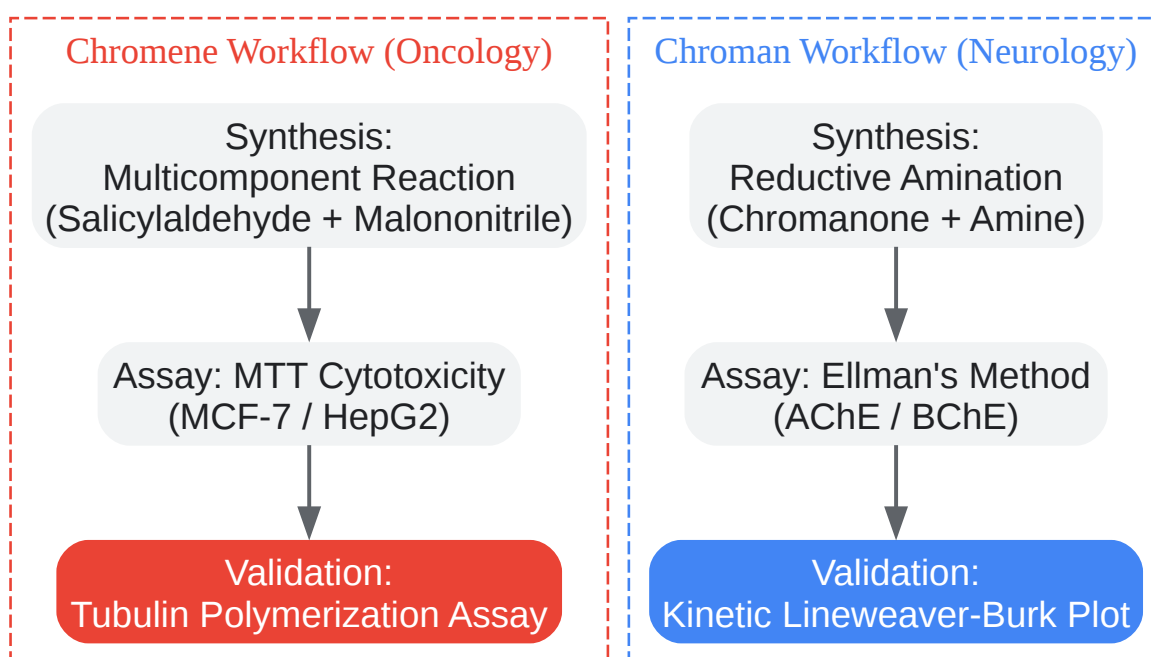 Chromene Workflow (Oncology)
Synthesis:
Multicomponent Reaction
(Salicylaldehyde + Malononitrile)
Assay: MTT Cytotoxicity
(MCF-7 / HepG2)
Validation:
Tubulin Polymerization Assay
Chroman Workflow (Neurology)
Synthesis:
Reductive Amination
(Chromanone + Amine)
Assay: Ellman's Method
(AChE / BChE)
Validation:
Kinetic Lineweaver-Burk Plot